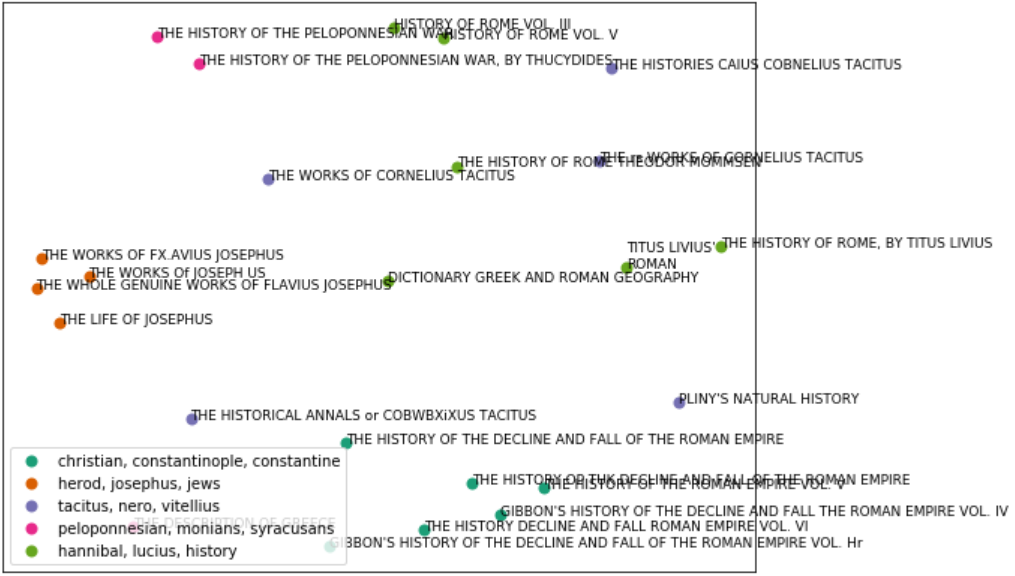 HISTORY OF ROME VOL. III
THE HISTORY OF THE PELOPONNESIAN WAR
HISTORY OF ROME VOL. V
THE HISTORY OF THE PELOPONNESIAN WAR, BY THUCYDIDES
THE HISTORIES CAIUS COBNELIUS TACITUS
THE WORKS OF CORNELIUS TACITUS
THE HISTORY OF ROME THEODOR MOMMSEN
THE WORKS OF CORNELIUS TACITUS
TITUS LIVIUS'
ROMAN
THE HISTORY OF ROME, BY TITUS LIVIUS
THE WORKS OF FX.AVIUS JOSEPHUS
THE WORKS Of JOSEPH US
THE WHOLE GENUINE WORKS OF FLAVIUS JOSEPHUS
DICTIONARY GREEK AND ROMAN GEOGRAPHY
THE LIFE OF JOSEPHUS
PLINY'S NATURAL HISTORY
THE HISTORICAL ANNALS or COBWBXiXUS TACITUS
THE HISTORY OF THE DECLINE AND FALL OF THE ROMAN EMPIRE
THE HISTORY OP TUK DECLINE AND FALL OF THE ROMAN EMPIRE
THE HISTORY OF THE ROMAN EMPIRE VOL. V
GIBBON'S HISTORY OF THE DECLINE AND FALL THE ROMAN EMPIRE VOL. IV
THE HISTORY DECLINE AND FALL ROMAN EMPIRE VOL. VI
GIBBON'S HISTORY OF THE DECLINE AND FALL OF THE ROMAN EMPIRE VOL. Hr
THE DESCRIPTION OF GREECE
christian, constantinople, constantine
herod, josephus, jews
tacitus, nero, vitellius
peloponnesian, monians, syracusans
hannibal, lucius, history